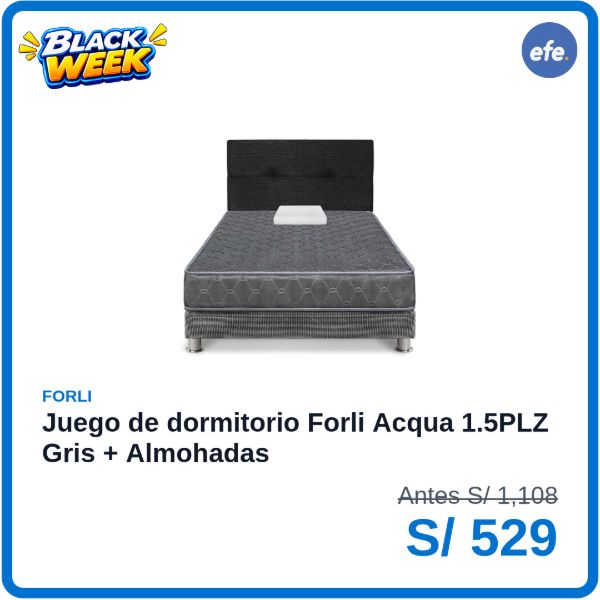 BLACK
WEEK
efe.
FORLI
Juego de dormitorio Forli Acqua 1.5PLZ
Gris + Almohadas
Antes S/ 1,108
S/ 529